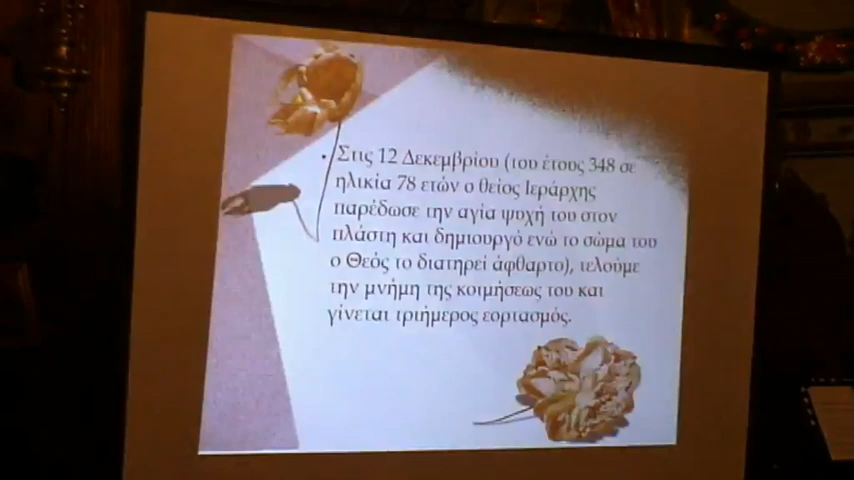 • Στις 12 Δεκεμβρίου (του έτους 348 σε
ηλικία 78 ετών ο θείος Ιεράρχης
παρέδωσε την αγία ψυχή του στον
πλάστη και δημιουργό ενώ το σώμα του
ο Θεός το διατηρεί άφθαρτο), τελούμε
την μνήμη της κοιμήσεως του και
γίνεται τριήμερος εορτασμός.